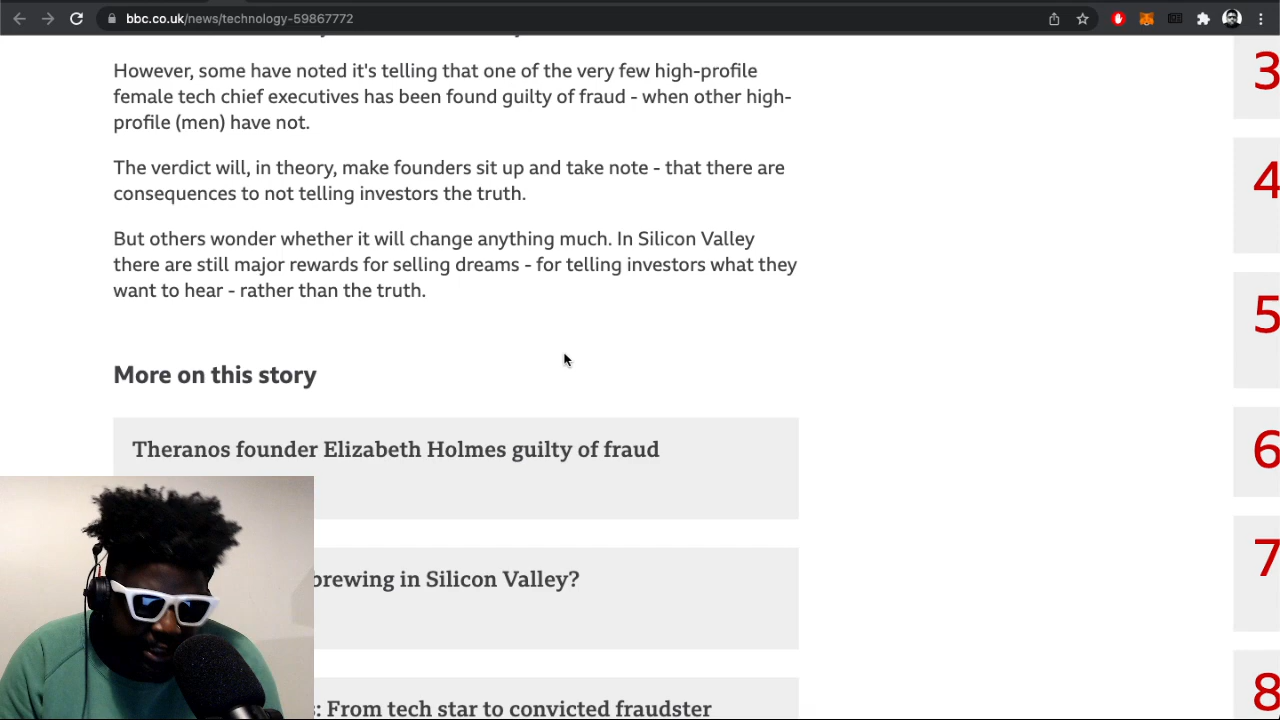 bbc.co.uk/news/technology-59867772
However, some have noted it's telling that one of the very few high-profile
female tech chief executives has been found guilty of fraud - when other high-
profile (men) have not.
The verdict will, in theory, make founders sit up and take note - that there are
consequences to not telling investors the truth.
But others wonder whether it will change anything much. In Silicon Valley
there are still major rewards for selling dreams - for telling investors what they
want to hear - rather than the truth.
More on this story
Theranos founder Elizabeth Holmes guilty of fraud
brewing in Silicon Valley?
: From tech star to convicted fraudster
3
4
5
6
7
8